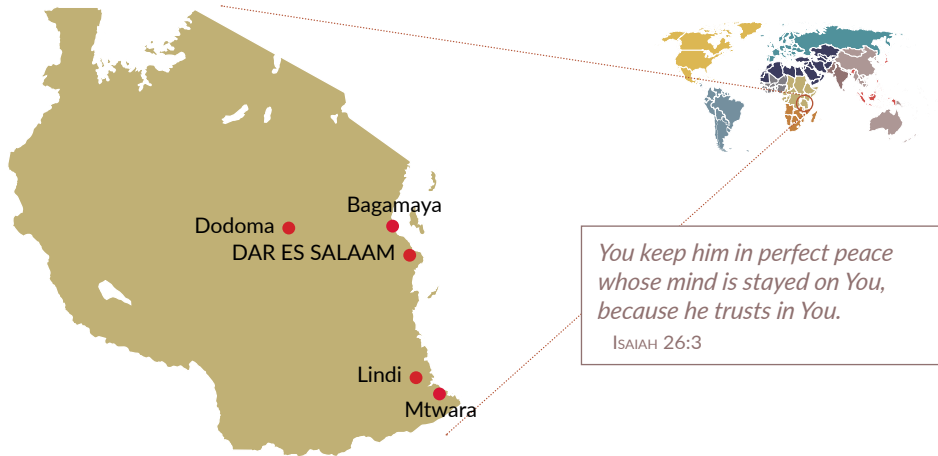 Bagamaya
Dodoma
DAR ES SALAAM
Lindi
Mtwara
You keep him in perfect peace
whose mind is stayed on You,
because he trusts in You.
Isaiah 26:3